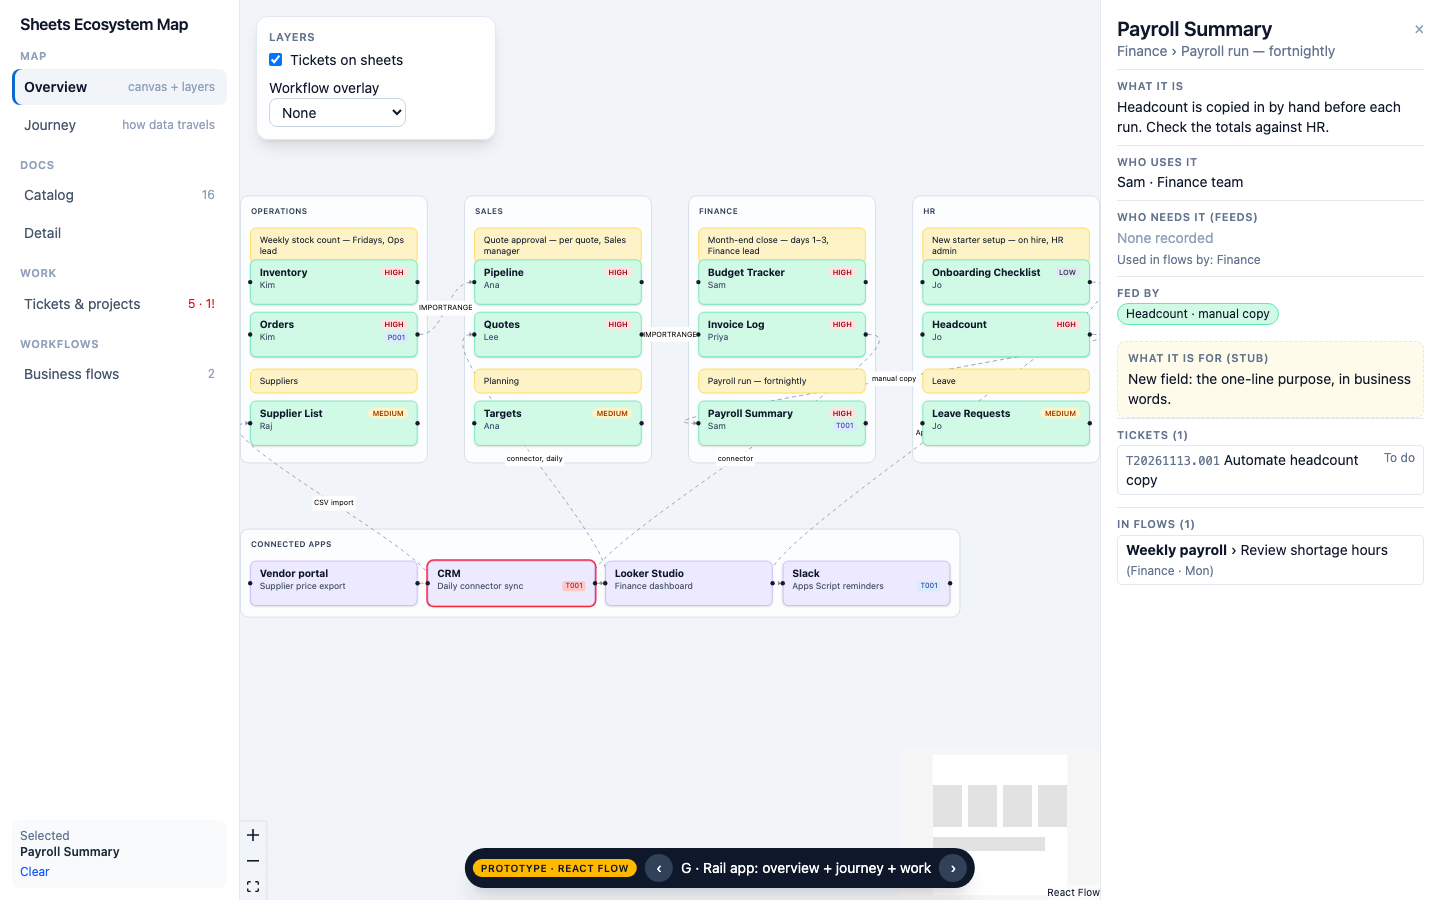 Sheets Ecosystem Map
MAP
Overview canvas + layers
Journey how data travels
DOCS
Catalog 16
Detail
WORK
Tickets & projects 5 · 1!
WORKFLOWS
Business flows 2
Selected
Payroll Summary
Clear
LAYERS
Tickets on sheets
Workflow overlay
None
OPERATIONS
Weekly stock count — Fridays, Ops
lead
Inventory HIGH
Kim
Orders HIGH
Kim P001
Suppliers
Supplier List MEDIUM
Raj
IMPORTRANGE
SALES
Quote approval — per quote, Sales
manager
Pipeline HIGH
Ana
Quotes HIGH
Lee
Planning
Targets MEDIUM
Ana
IMPORTRANGE
FINANCE
Month-end close — days 1–3,
Finance lead
Budget Tracker HIGH
Sam
Invoice Log HIGH
Priya
Payroll run — fortnightly
Payroll Summary HIGH
Sam T001
manual copy
HR
New starter setup — on hire, HR
admin
Onboarding Checklist LOW
Jo
Headcount HIGH
Jo
Leave
Leave Requests MEDIUM
Jo
connector, daily
connector
CSV import
CONNECTED APPS
Vendor portal
Supplier price export
CRM
Daily connector sync T001
Looker Studio
Finance dashboard
Slack
Apps Script reminders T001
PROTOTYPE · REACT FLOW ‹ G · Rail app: overview + journey + work ›
React Flow
Payroll Summary ×
Finance › Payroll run — fortnightly
WHAT IT IS
Headcount is copied in by hand before each
run. Check the totals against HR.
WHO USES IT
Sam · Finance team
WHO NEEDS IT (FEEDS)
None recorded
Used in flows by: Finance
FED BY
Headcount · manual copy
WHAT IT IS FOR (STUB)
New field: the one-line purpose, in business
words.
TICKETS (1)
T20261113.001 Automate headcount To do
copy
IN FLOWS (1)
Weekly payroll › Review shortage hours
(Finance · Mon)